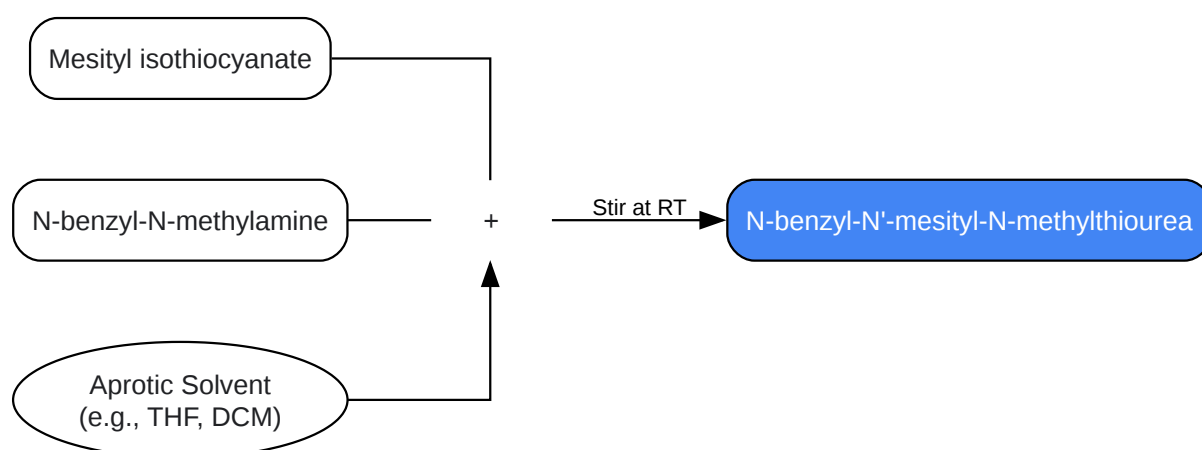 Mesityl isothiocyanate
N-benzyl-N-methylamine
+
Stir at RT
N-benzyl-N'-mesityl-N-methylthiourea
Aprotic Solvent
(e.g., THF, DCM)